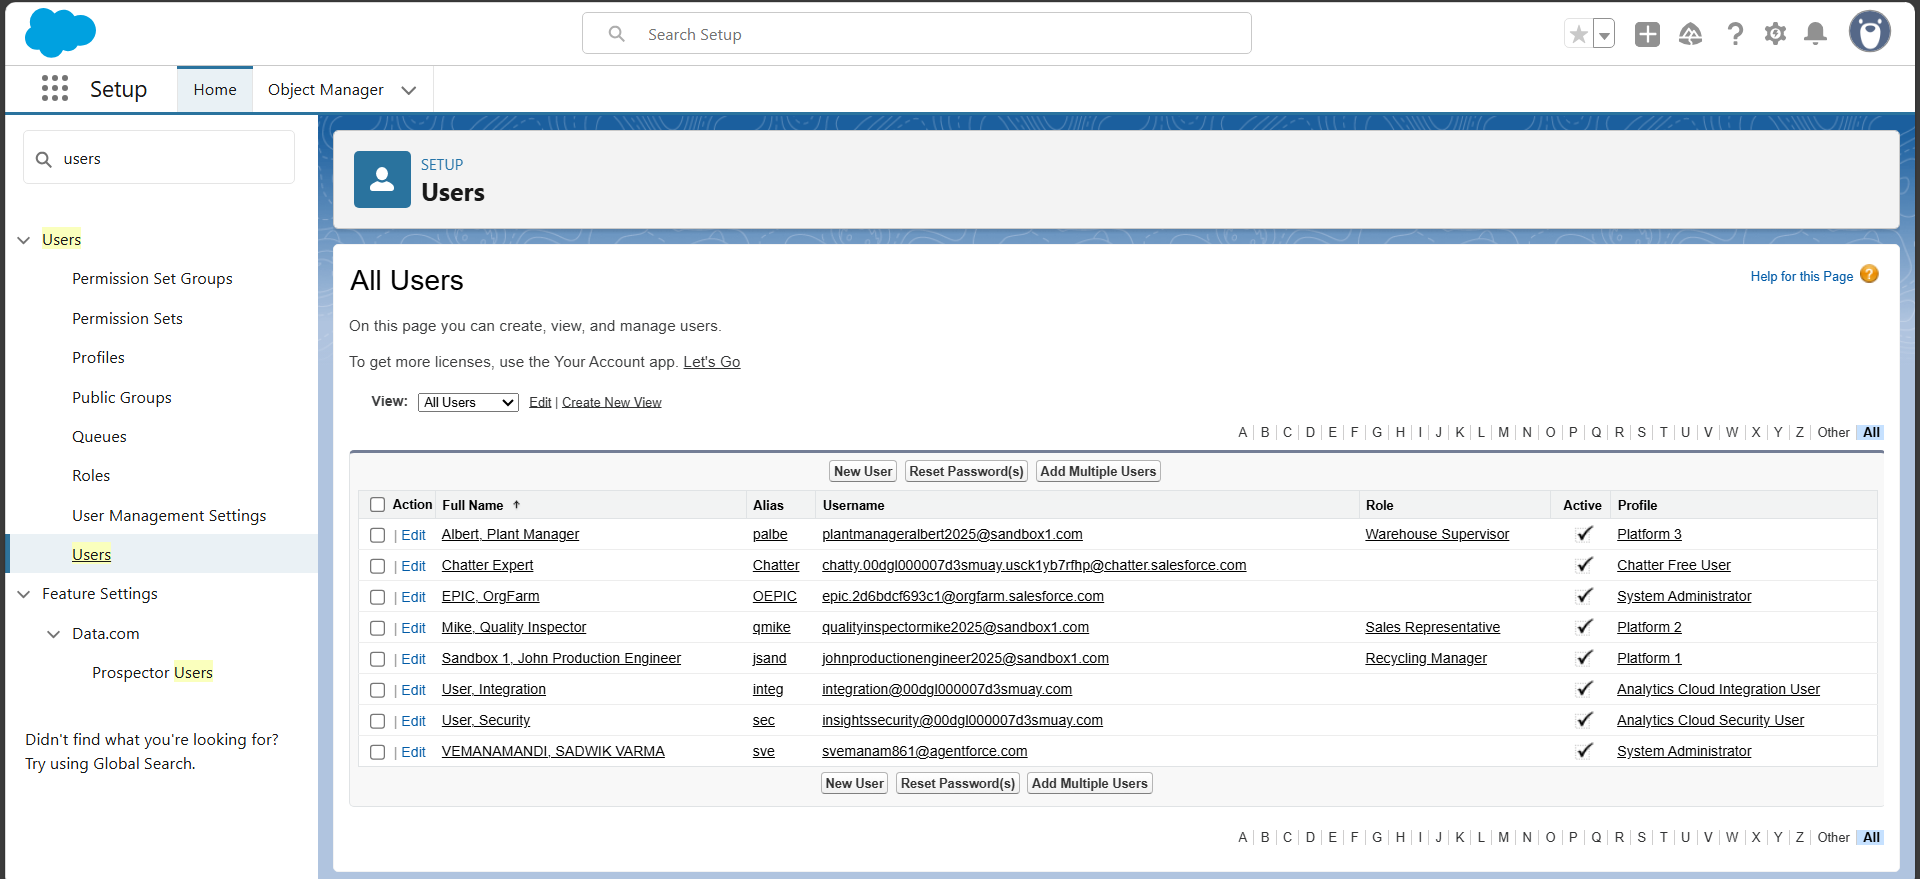 Search Setup
Setup
Home
Object Manager
users
Users
Permission Set Groups
Permission Sets
Profiles
Public Groups
Queues
Roles
User Management Settings
Users
Feature Settings
Data.com
Prospector Users
Didn't find what you're looking for?
Try using Global Search.
SETUP
Users
All Users
Help for this Page ?
On this page you can create, view, and manage users.
To get more licenses, use the Your Account app. Let's Go
View: All Users Edit | Create New View
A | B | C | D | E | F | G | H | I | J | K | L | M | N | O | P | Q | R | S | T | U | V | W | X | Y | Z | Other | All
New User Reset Password(s) Add Multiple Users
Action Full Name ↑ Alias Username Role Active Profile
| Edit Albert, Plant Manager palbe plantmanageralbert2025@sandbox1.com Warehouse Supervisor Platform 3
| Edit Chatter Expert Chatter chatty.00dgl000007d3smuay.usck1yb7rfhp@chatter.salesforce.com Chatter Free User
| Edit EPIC, OrgFarm OEPIC epic.2d6bdcf693c1@orgfarm.salesforce.com System Administrator
| Edit Mike, Quality Inspector qmike qualityinspectormike2025@sandbox1.com Sales Representative Platform 2
| Edit Sandbox 1, John Production Engineer jsand johnproductionengineer2025@sandbox1.com Recycling Manager Platform 1
| Edit User, Integration integ integration@00dgl000007d3smuay.com Analytics Cloud Integration User
| Edit User, Security sec insightssecurity@00dgl000007d3smuay.com Analytics Cloud Security User
| Edit VEMANAMANDI, SADWIK VARMA sve svemanam861@agentforce.com System Administrator
New User Reset Password(s) Add Multiple Users
A | B | C | D | E | F | G | H | I | J | K | L | M | N | O | P | Q | R | S | T | U | V | W | X | Y | Z | Other | All